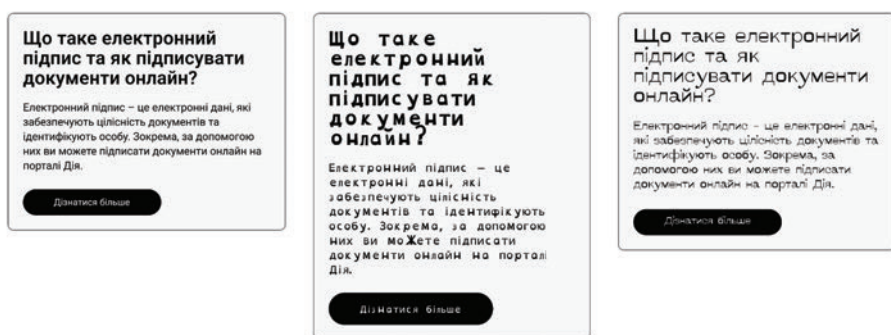 Що таке електронний
підпис та як підписувати
документи онлайн?
Електронний підпис – це електронні дані, які
забезпечують цілісність документів та
ідентифікують особу. Зокрема, за допомогою
них ви можете підписати документи онлайн на
порталі Дія.
Дізнатися більше
Що таке
електронний
підпис та як
підписувати
документи
онлайн?
Електронний підпис – це
електронні дані, які
забезпечують цілісність
документів та ідентифікують
особу. Зокрема, за допомогою
них ви моЖете підписати
документи онлайн на порталі
Дія.
Дізнатися більше
Що таке електронний
підпис та як
підписувати документи
онлайн?
Електронний підпис - це електронні дані,
які забезпечують цілісність документів та
ідентифікують особу. Зокрема, за
допомогою них ви можете підписати
документи онлайн на порталі Дія.
Дізнатися більше